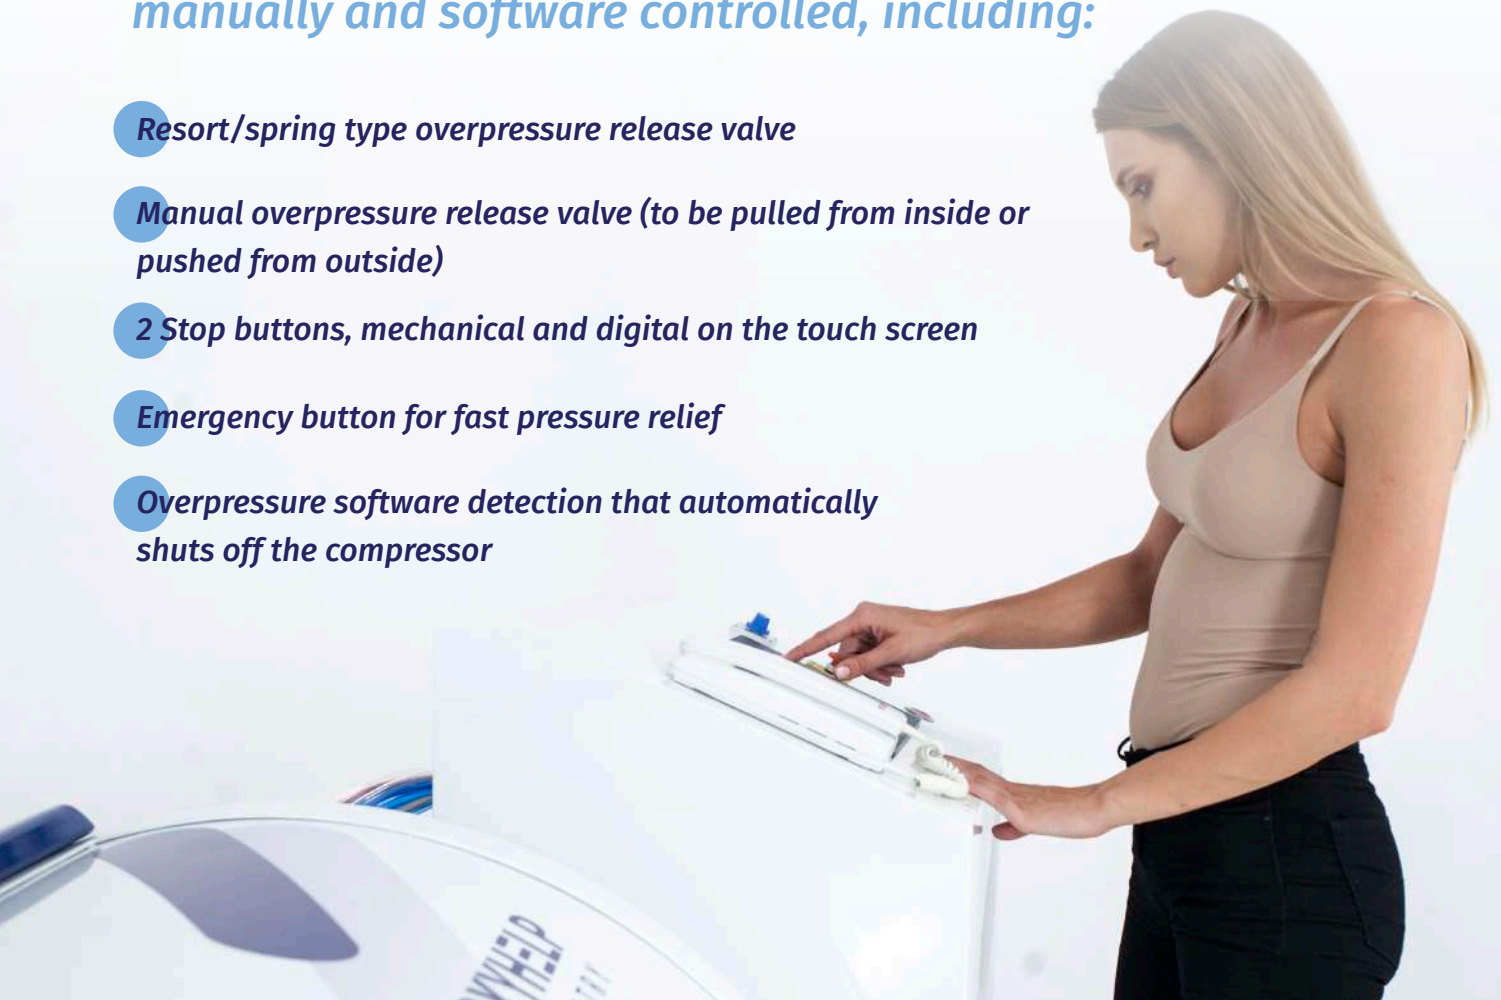 manually and software controlled, including:
Resort/spring type overpressure release valve
Manual overpressure release valve (to be pulled from inside or
pushed from outside)
2 Stop buttons, mechanical and digital on the touch screen
Emergency button for fast pressure relief
Overpressure software detection that automatically
shuts off the compressor